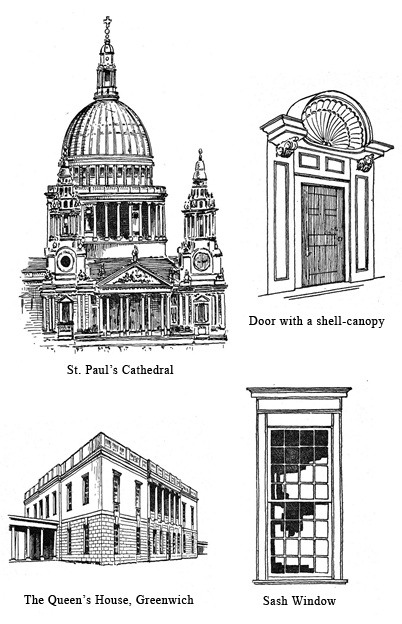 St. Paul's Cathedral
Door with a shell-canopy
The Queen's House, Greenwich
Sash Window